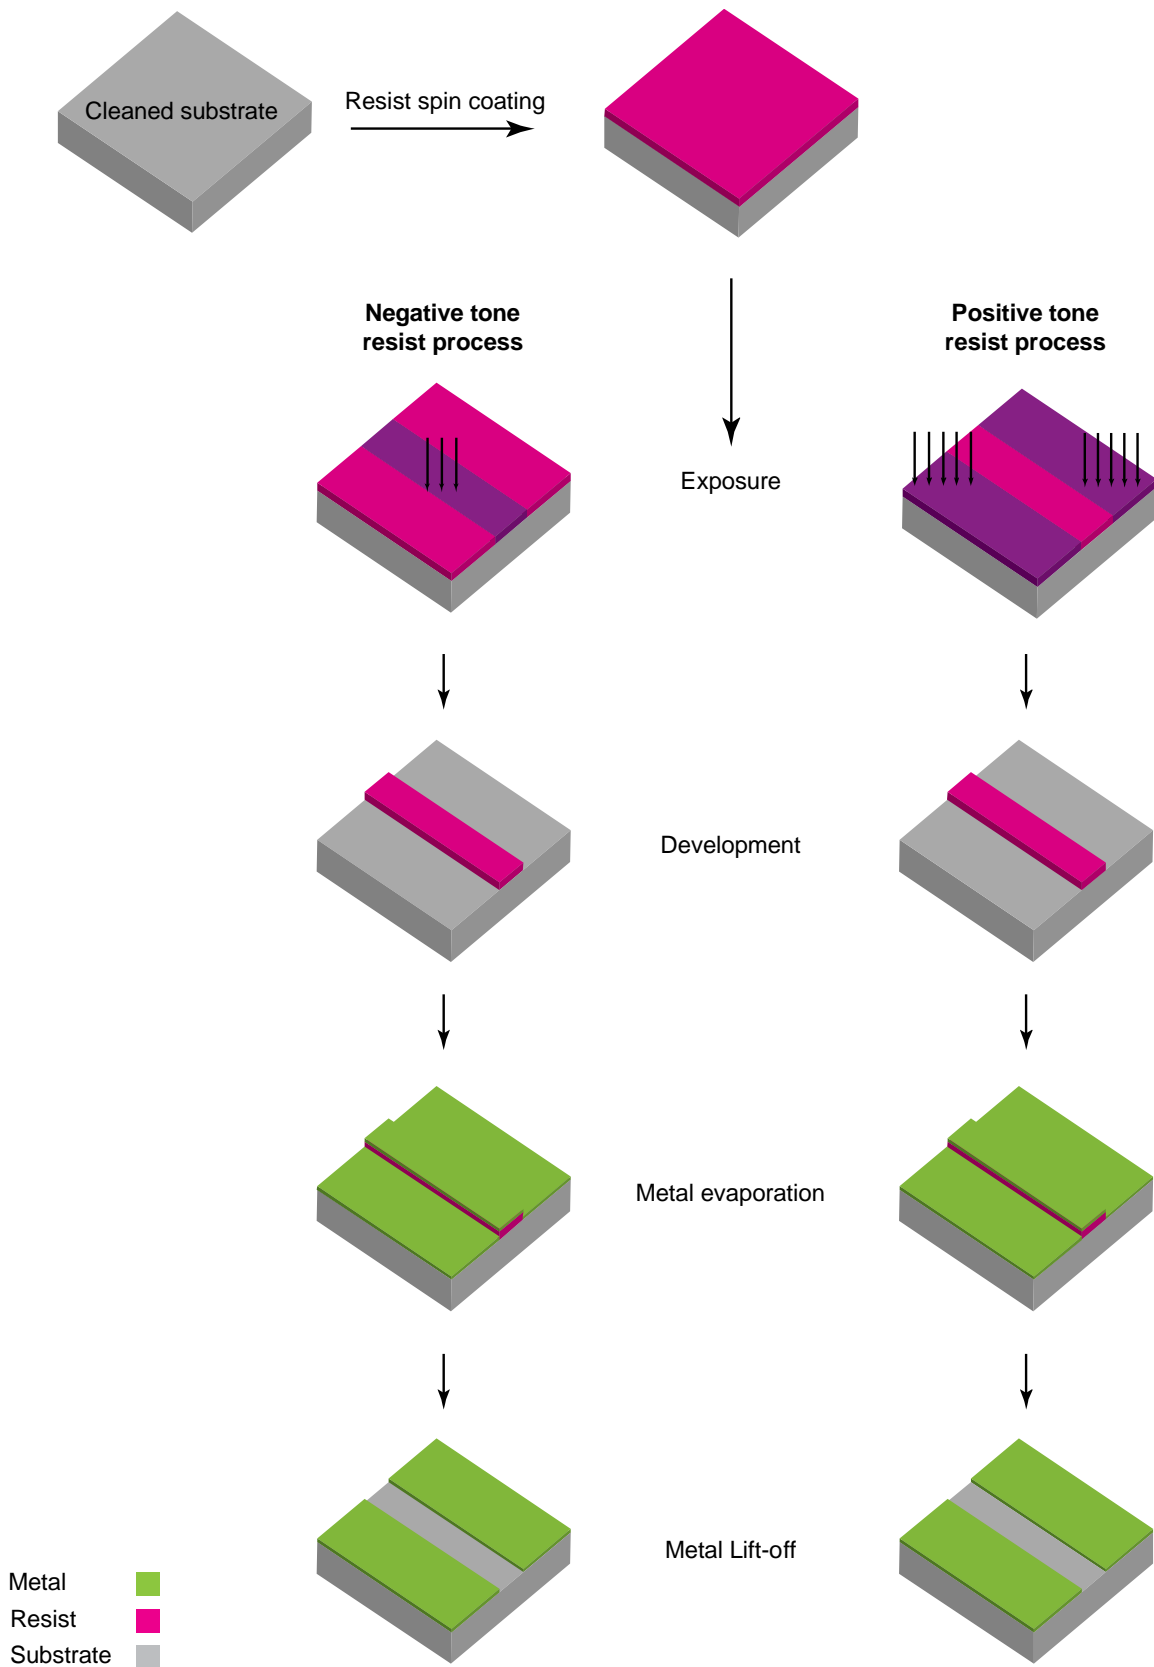 Cleaned substrate
Resist spin coating
Negative tone
resist process
Positive tone
resist process
Exposure
Development
Metal evaporation
Metal Lift-off
Metal
Resist
Substrate